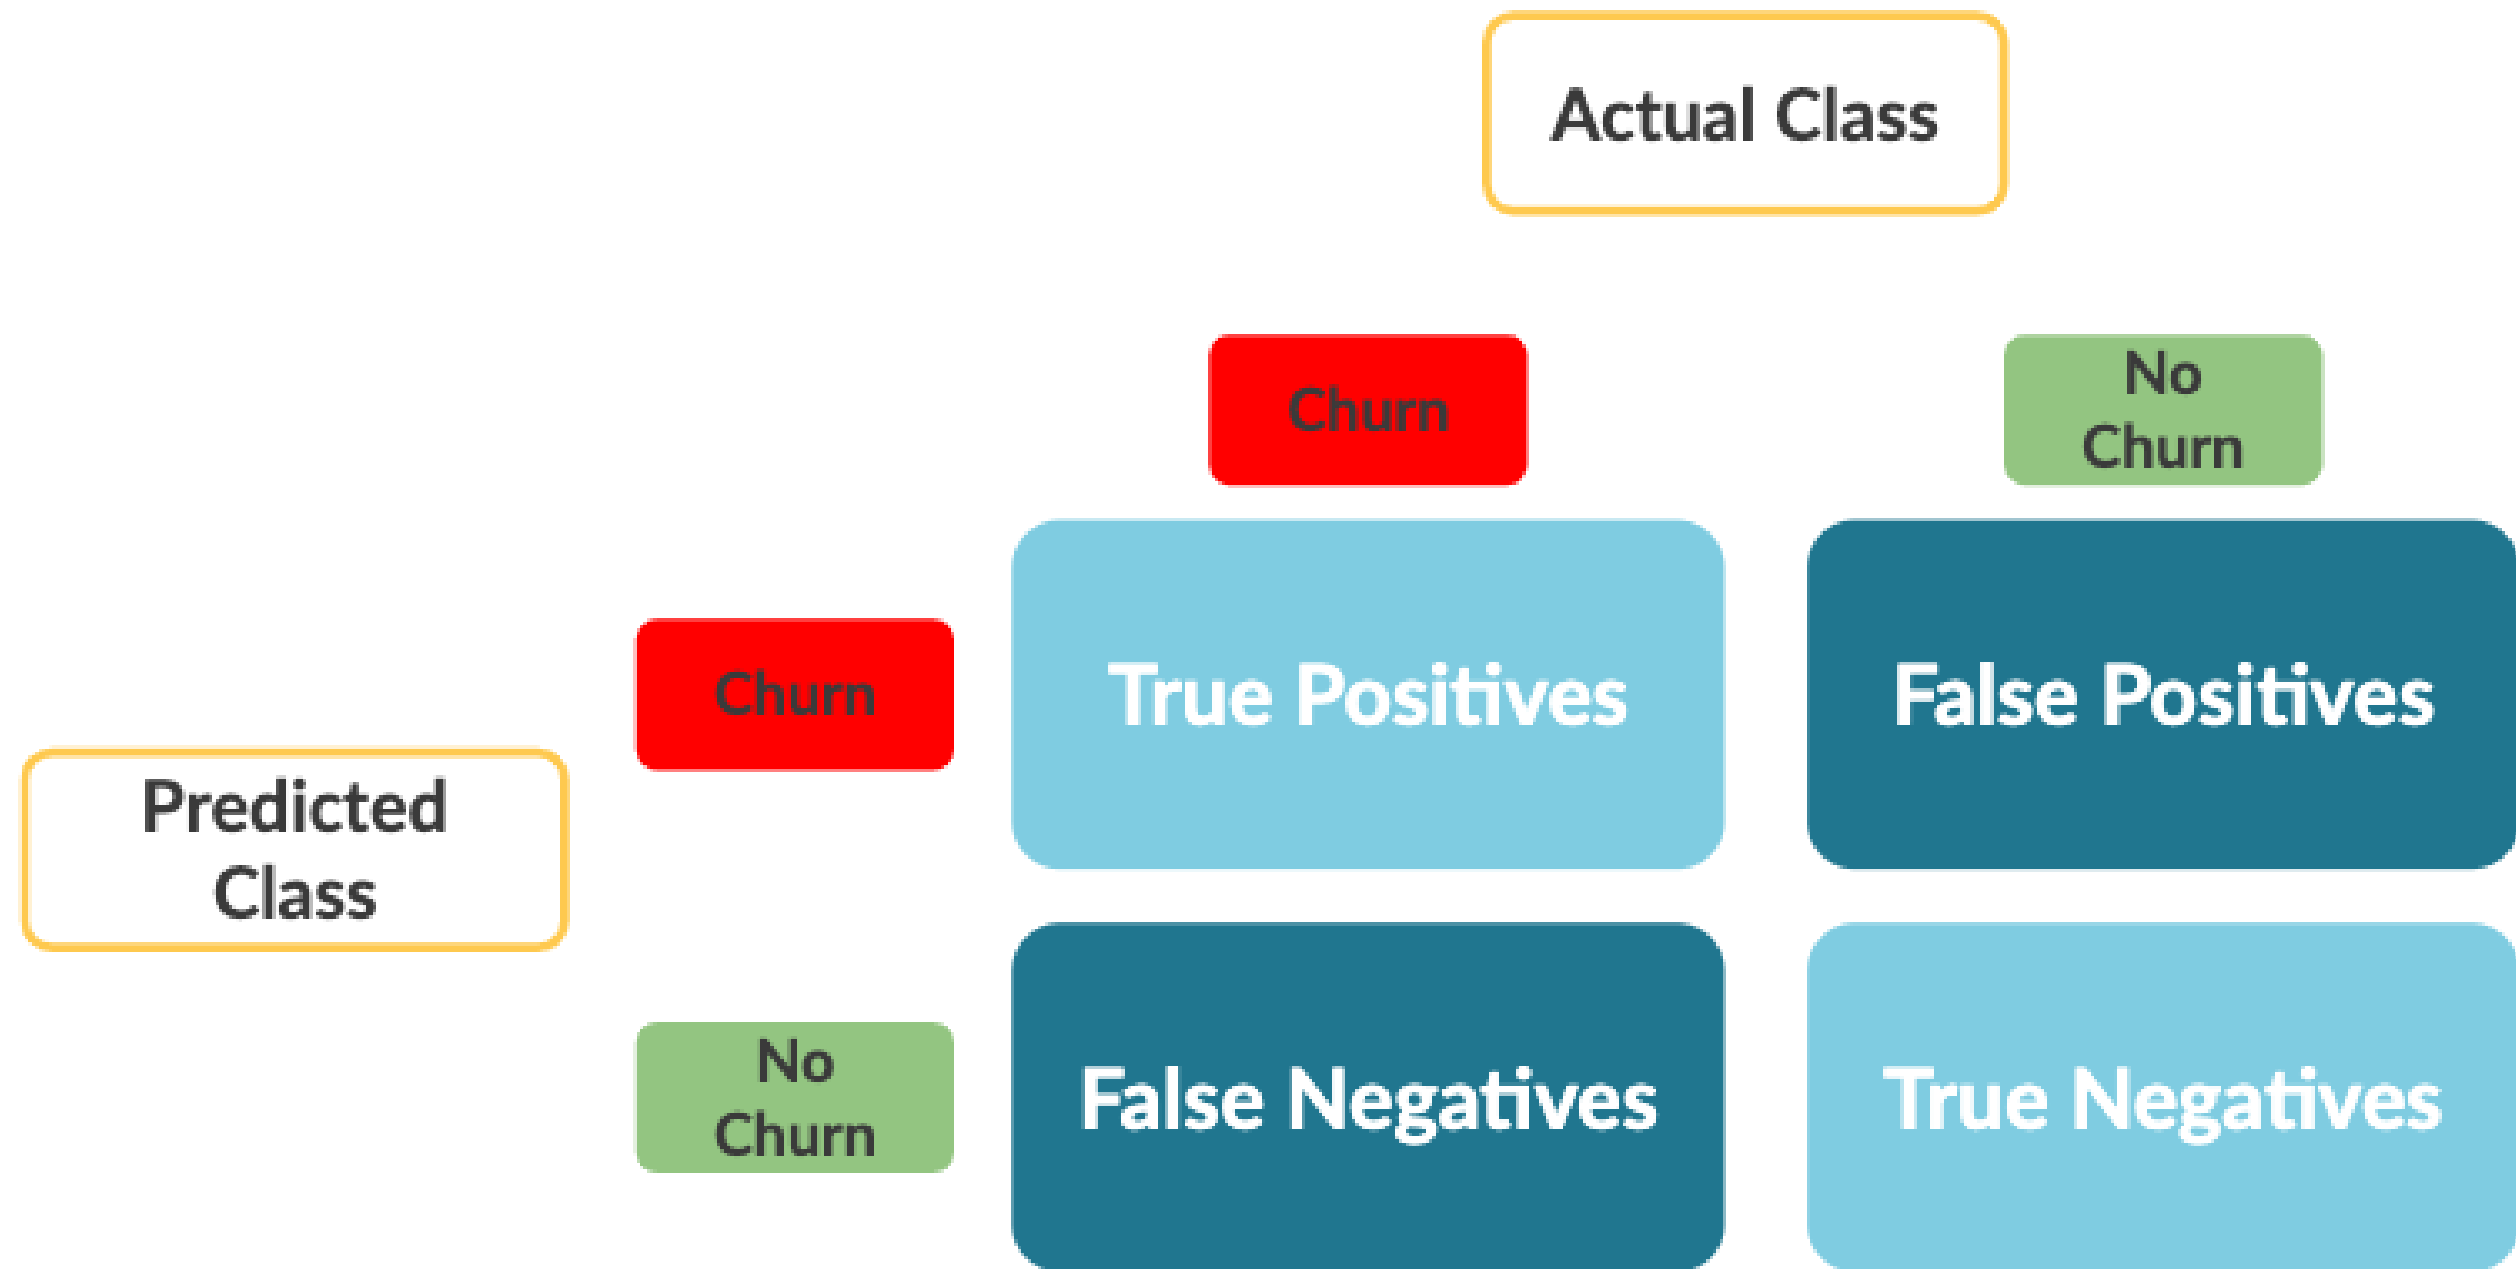 Actual Class
Churn
No
Churn
Churn
True Positives
False Positives
Predicted
Class
No
Churn
False Negatives
True Negatives